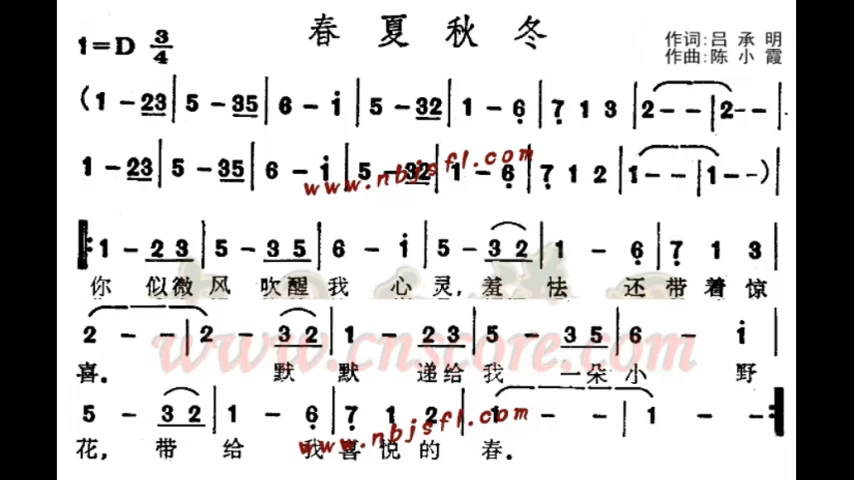 春夏秋冬
1=D 3/4
作词:吕承明
作曲:陈小霞
(1 - 23|5 - 35|6 - i|5 - 32|1 - 6|7 1 3|2 - -|2 - -|
1 - 23|5 - 35|6 - i|5 - 32|1 - 6|7 1 2|1 - -|1 - -)|
www.nbjsfl.com
‖:1 - 2 3|5 - 3 5|6 - i|5 - 3 2|1 - 6|7 1 3|
你 似微风 吹醒我 心灵,羞 怯 还带着惊
2 - -|2 - 3 2|1 - 2 3|5 - 3 5|6 - i|
喜. 默 默 递给我 一朵小 野
www.cnscore.com
5 - 3 2|1 - 6|7 1 2|1 - -|1 - -:‖
花, 带 给 我喜悦的 春.
www.nbjsfl.com